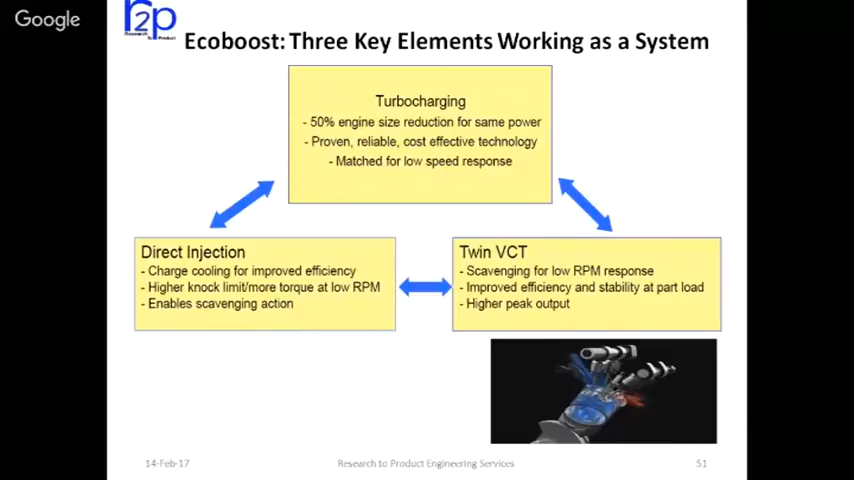 Google
r2p
Research
to Product
Ecoboost: Three Key Elements Working as a System
Turbocharging
- 50% engine size reduction for same power
- Proven, reliable, cost effective technology
- Matched for low speed response
Direct Injection
- Charge cooling for improved efficiency
- Higher knock limit/more torque at low RPM
- Enables scavenging action
Twin VCT
- Scavenging for low RPM response
- Improved efficiency and stability at part load
- Higher peak output
14-Feb-17
Research to Product Engineering Services
51